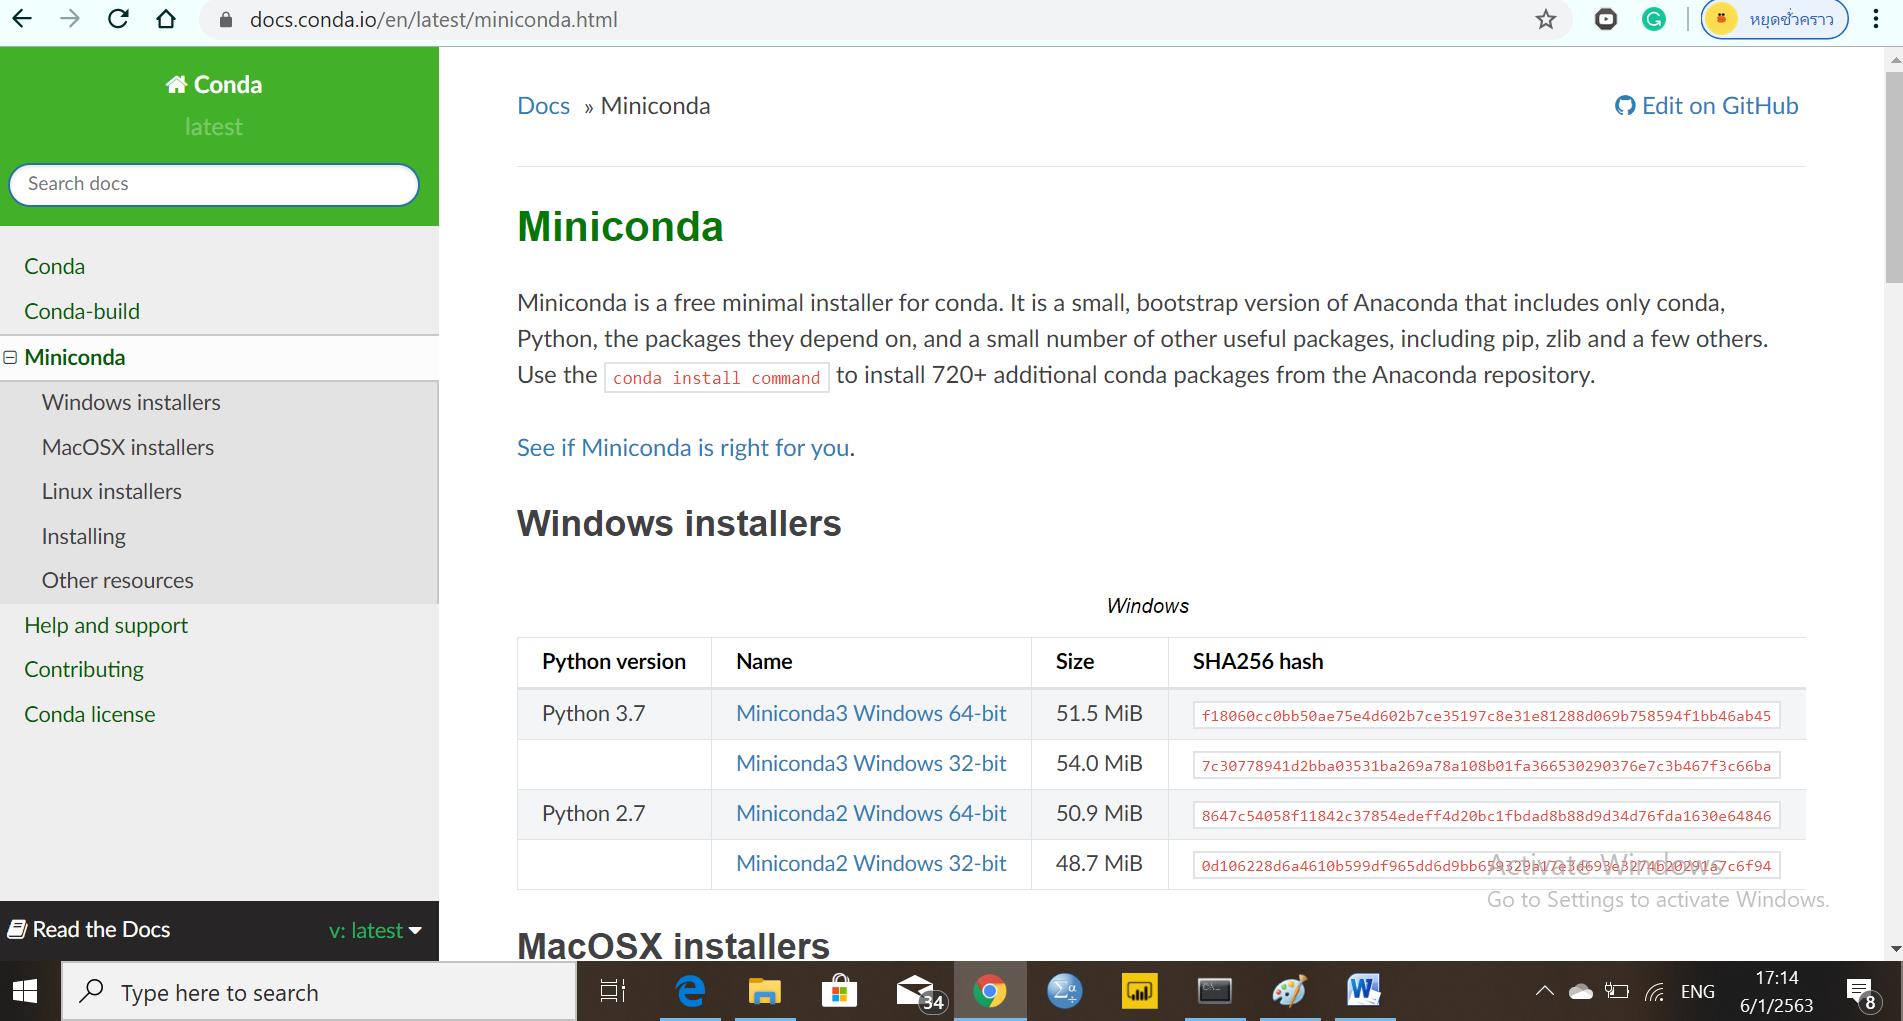 docs.conda.io/en/latest/miniconda.html
หยุดชั่วคราว
Conda
latest
Search docs
Conda
Conda-build
Miniconda
Windows installers
MacOSX installers
Linux installers
Installing
Other resources
Help and support
Contributing
Conda license
Read the Docs
v: latest
Docs » Miniconda
Edit on GitHub
Miniconda
Miniconda is a free minimal installer for conda. It is a small, bootstrap version of Anaconda that includes only conda,
Python, the packages they depend on, and a small number of other useful packages, including pip, zlib and a few others.
Use the conda install command to install 720+ additional conda packages from the Anaconda repository.
See if Miniconda is right for you.
Windows installers
Windows
Python version Name Size SHA256 hash
Python 3.7 Miniconda3 Windows 64-bit 51.5 MiB f18060cc0bb50ae75e4d602b7ce35197c8e31e81288d069b758594f1bb46ab45
Miniconda3 Windows 32-bit 54.0 MiB 7c30778941d2bba03531ba269a78a108b01fa366530290376e7c3b467f3c66ba
Python 2.7 Miniconda2 Windows 64-bit 50.9 MiB 8647c54058f11842c37854edeff4d20bc1fbdad8b88d9d34d76fda1630e64846
Miniconda2 Windows 32-bit 48.7 MiB
Activate Windows
Go to Settings to activate Windows.
MacOSX installers
Type here to search
34
ENG
17:14
6/1/2563
8